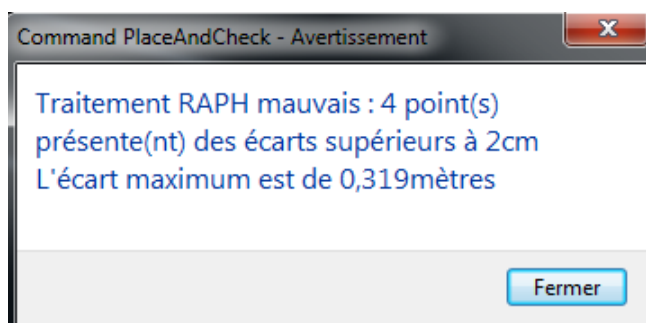 Command PlaceAndCheck - Avertissement
Traitement RAPH mauvais : 4 point(s)
présente(nt) des écarts supérieurs à 2cm
L'écart maximum est de 0,319mètres
Fermer